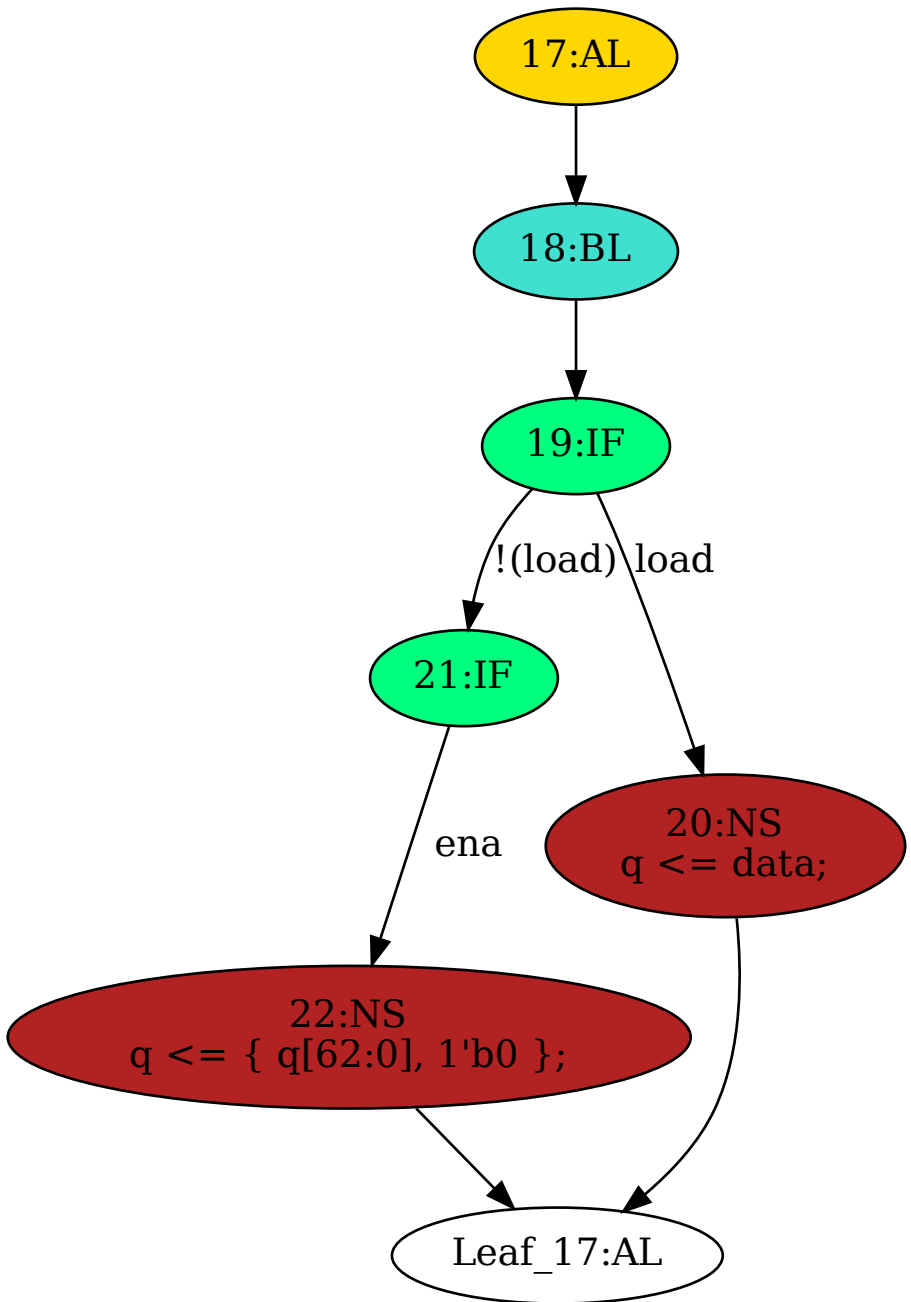 17:AL
18:BL
19:IF
!(load)
load
21:IF
20:NS
q <= data;
ena
22:NS
q <= { q[62:0], 1'b0 };
Leaf_17:AL